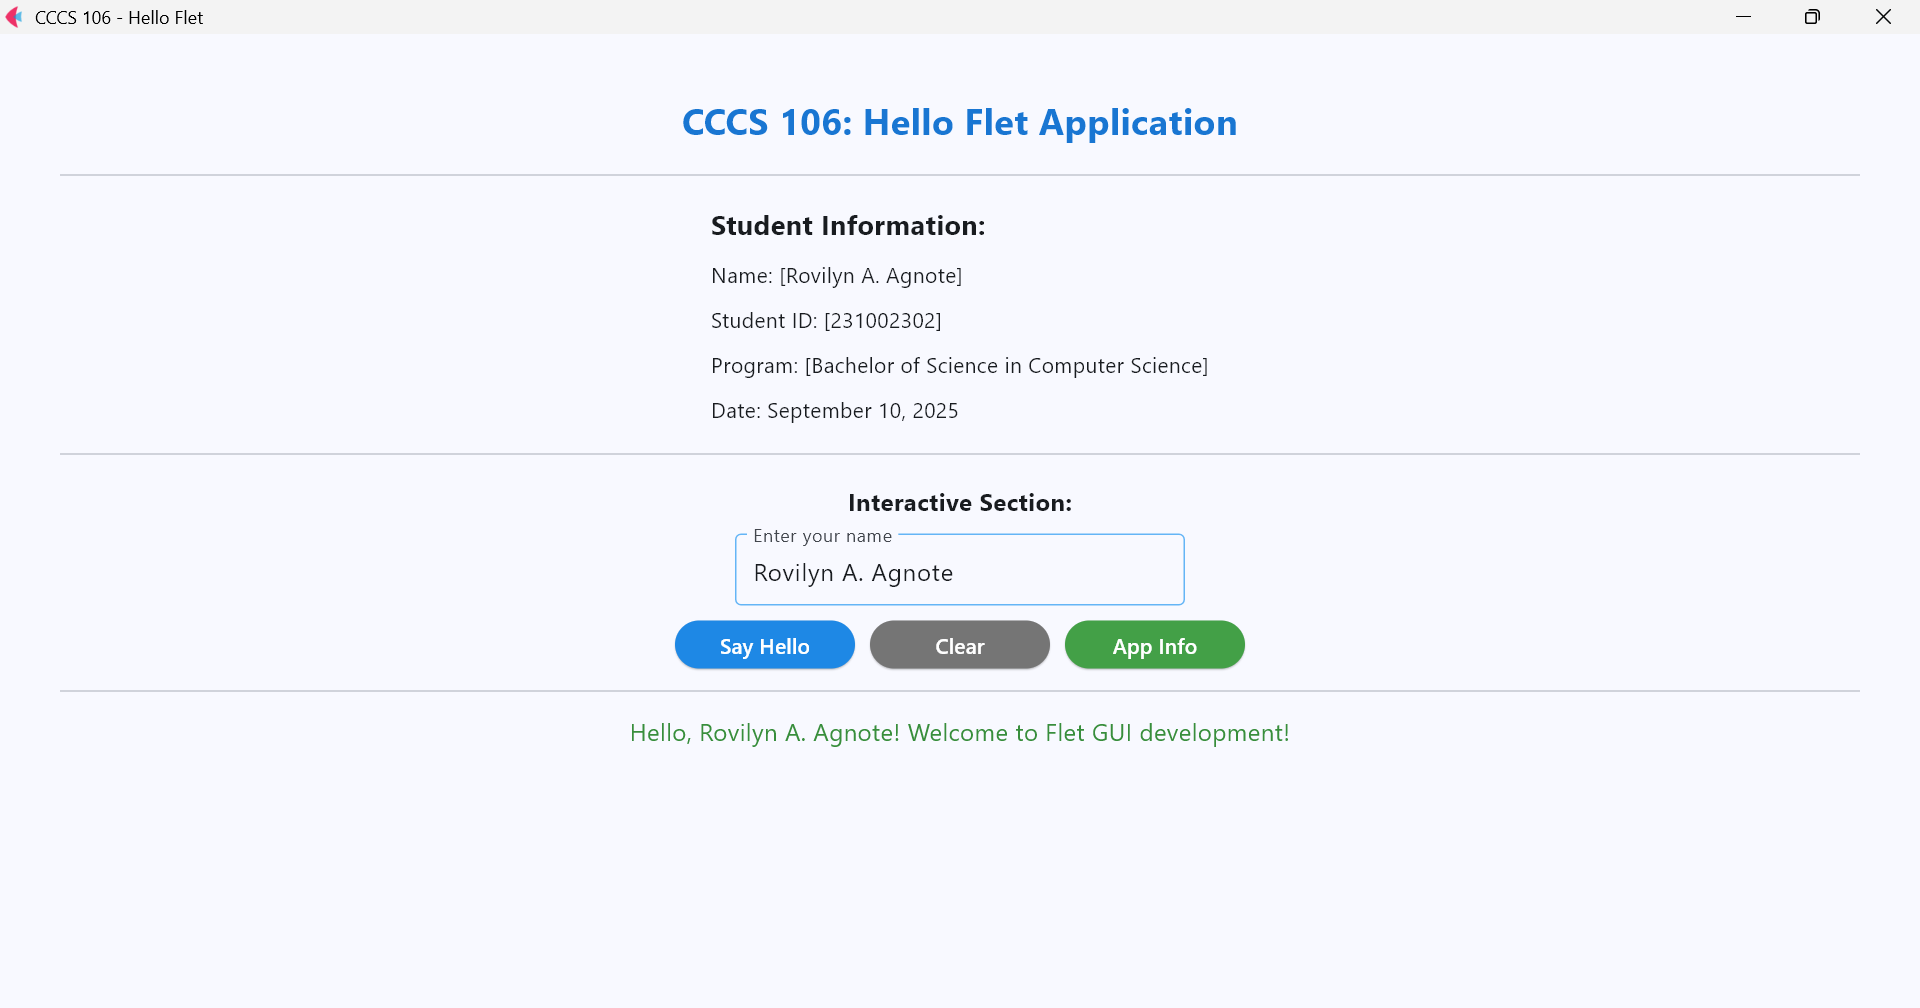 CCCS 106 - Hello Flet
CCCS 106: Hello Flet Application
Student Information:
Name: [Rovilyn A. Agnote]
Student ID: [231002302]
Program: [Bachelor of Science in Computer Science]
Date: September 10, 2025
Interactive Section:
Enter your name
Rovilyn A. Agnote
Say Hello Clear App Info
Hello, Rovilyn A. Agnote! Welcome to Flet GUI development!